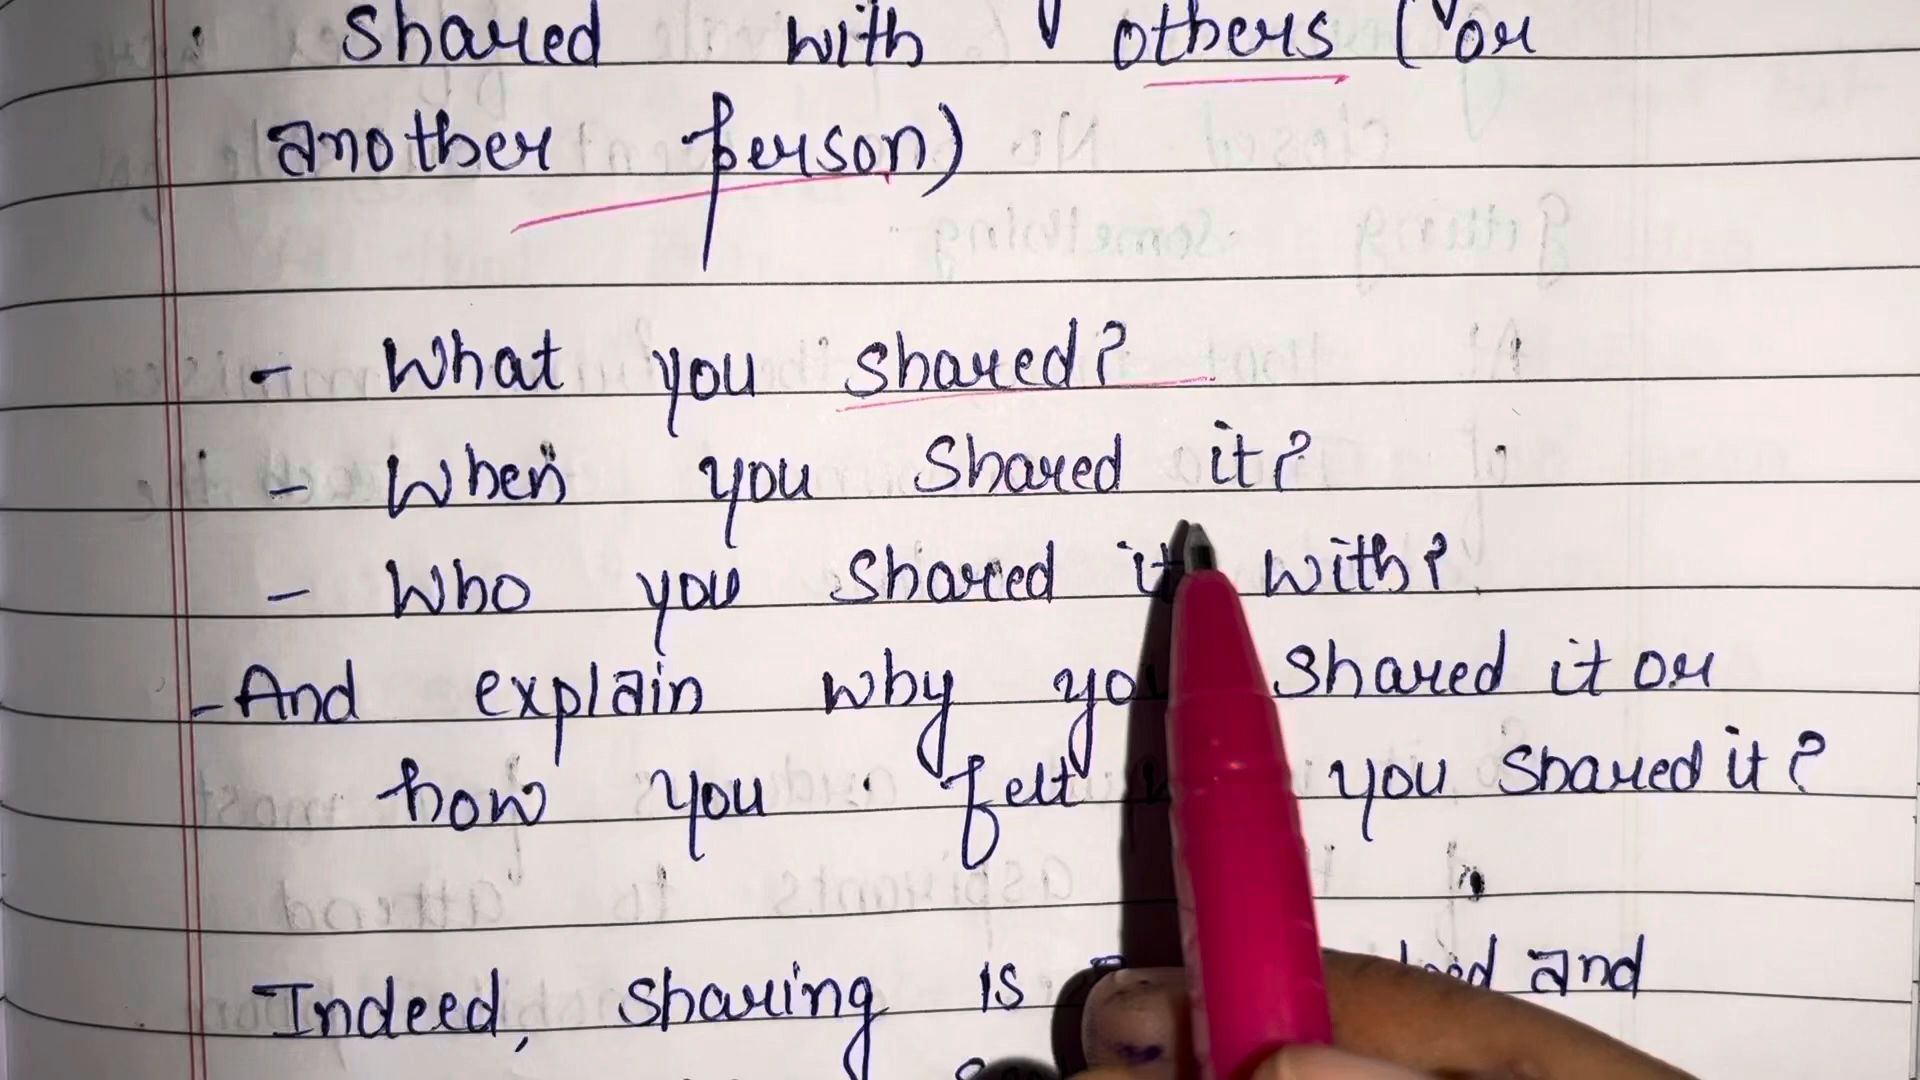 shared with others (or
another person)
- What you shared?
- When you shared it?
- Who you shared it with?
- And explain why you shared it or
how you felt you shared it?
Indeed, sharing is and